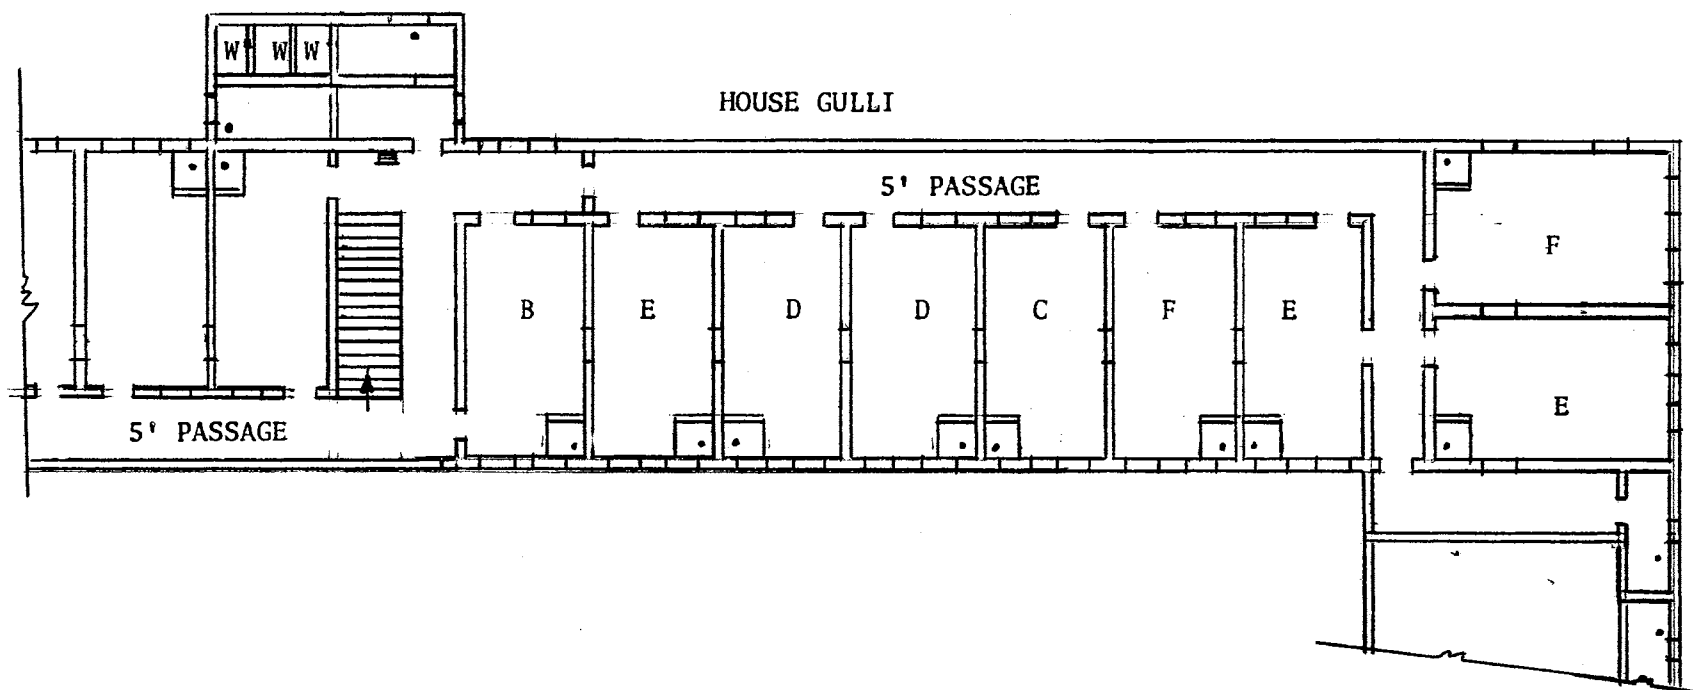 W W W
HOUSE GULLI
5' PASSAGE
F
B E D D C F E
E
5' PASSAGE